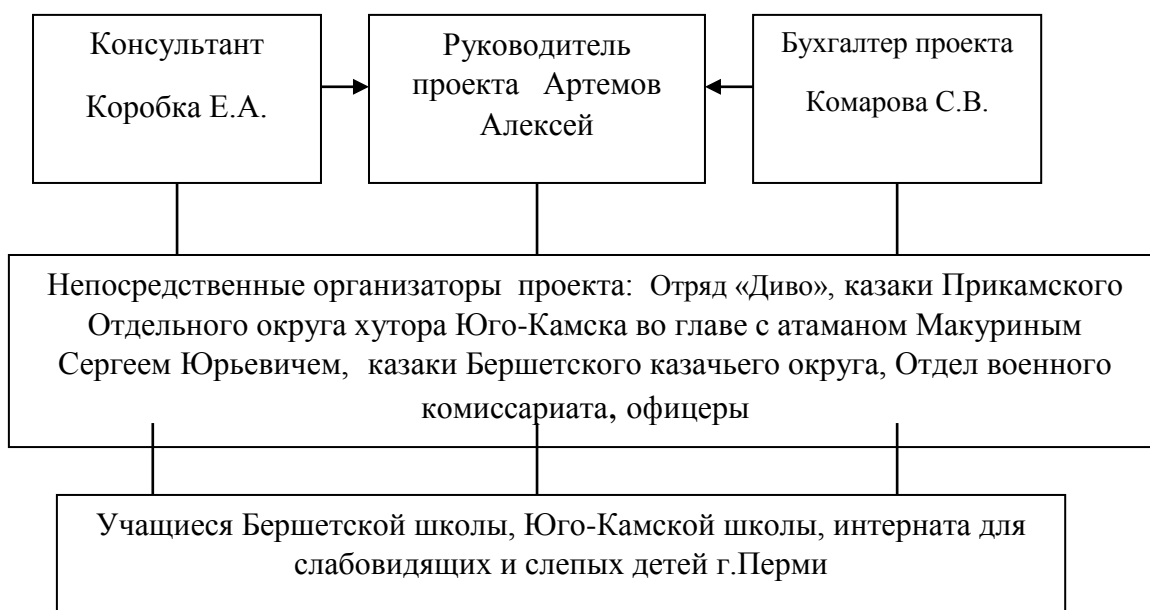 Консультант
Коробка Е.А.
Руководитель
проекта Артемов
Алексей
Бухгалтер проекта
Комарова С.В.
Непосредственные организаторы проекта: Отряд «Диво», казаки Прикамского
Отдельного округа хутора Юго-Камска во главе с атаманом Макуриным
Сергеем Юрьевичем, казаки Бершетского казачьего округа, Отдел военного
комиссариата, офицеры
Учащиеся Бершетской школы, Юго-Камской школы, интерната для
слабовидящих и слепых детей г.Перми